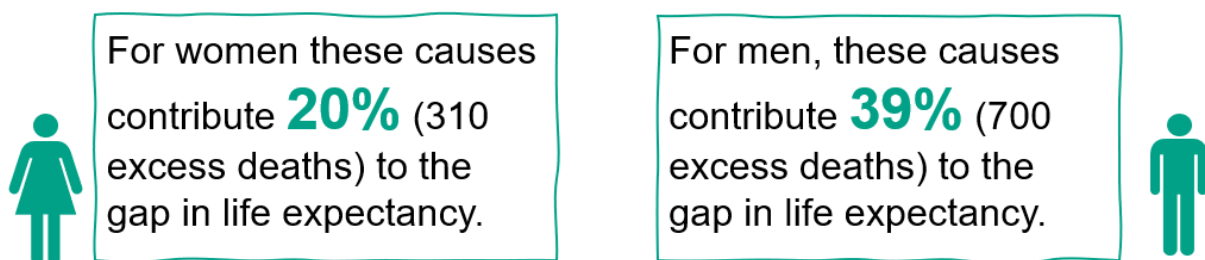 For women these causes
contribute 20% (310
excess deaths) to the
gap in life expectancy.
For men, these causes
contribute 39% (700
excess deaths) to the
gap in life expectancy.